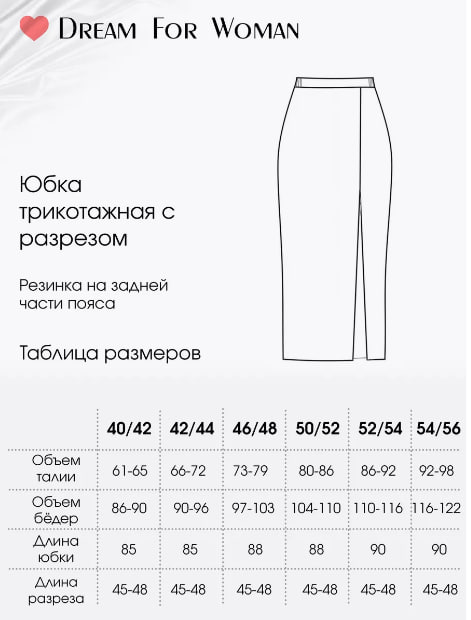 Dream For Woman
Юбка
трикотажная с
разрезом
Резинка на задней
части пояса
Таблица размеров
40/42 42/44 46/48 50/52 52/54 54/56
Объем
талии 61-65 66-72 73-79 80-86 86-92 92-98
Объем
бёдер 86-90 90-96 97-103 104-110 110-116 116-122
Длина
юбки 85 85 88 88 90 90
Длина
разреза 45-48 45-48 45-48 45-48 45-48 45-48